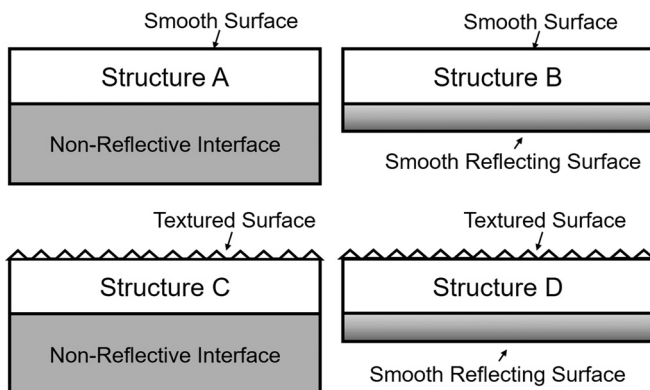 Smooth Surface
Smooth Surface
Structure A
Structure B
Non-Reflective Interface
Smooth Reflecting Surface
Textured Surface
Textured Surface
Structure C
Structure D
Non-Reflective Interface
Smooth Reflecting Surface